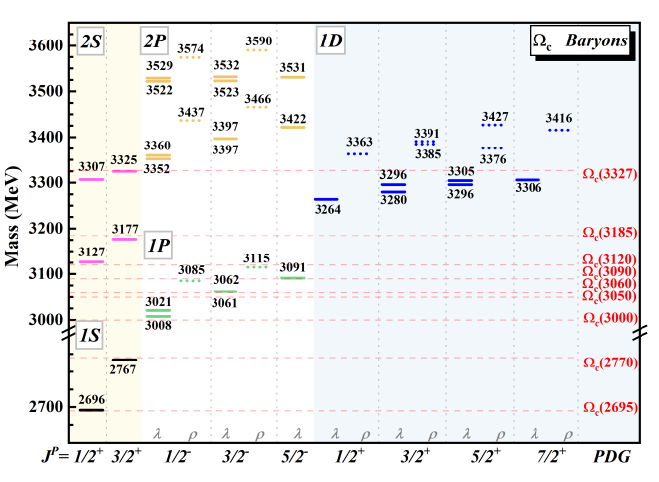 2S 2P 1D Ωc Baryons
3600
3574 3590
3529 3532 3531
3522 3523
3500
3437 3466 3422 3427 3416
3400
3360 3397 3363 3391 3376
3352 3397 3385
3307 3325 3296 3305 Ωc(3327)
3300
3264 3280 3296 3306
3200
3127 3177 1P Ωc(3185)
3115 Ωc(3120)
3100
3085 3062 3091 Ωc(3090)
Ωc(3060)
3021 3061 Ωc(3050)
3008
3000 Ωc(3000)
1S
2767 Ωc(2770)
2696 Ωc(2695)
2700
Mass (MeV)
λ ρ λ ρ λ λ ρ λ ρ λ ρ λ ρ
J^P= 1/2⁺ 3/2⁺ 1/2⁻ 3/2⁻ 5/2⁻ 1/2⁺ 3/2⁺ 5/2⁺ 7/2⁺ PDG